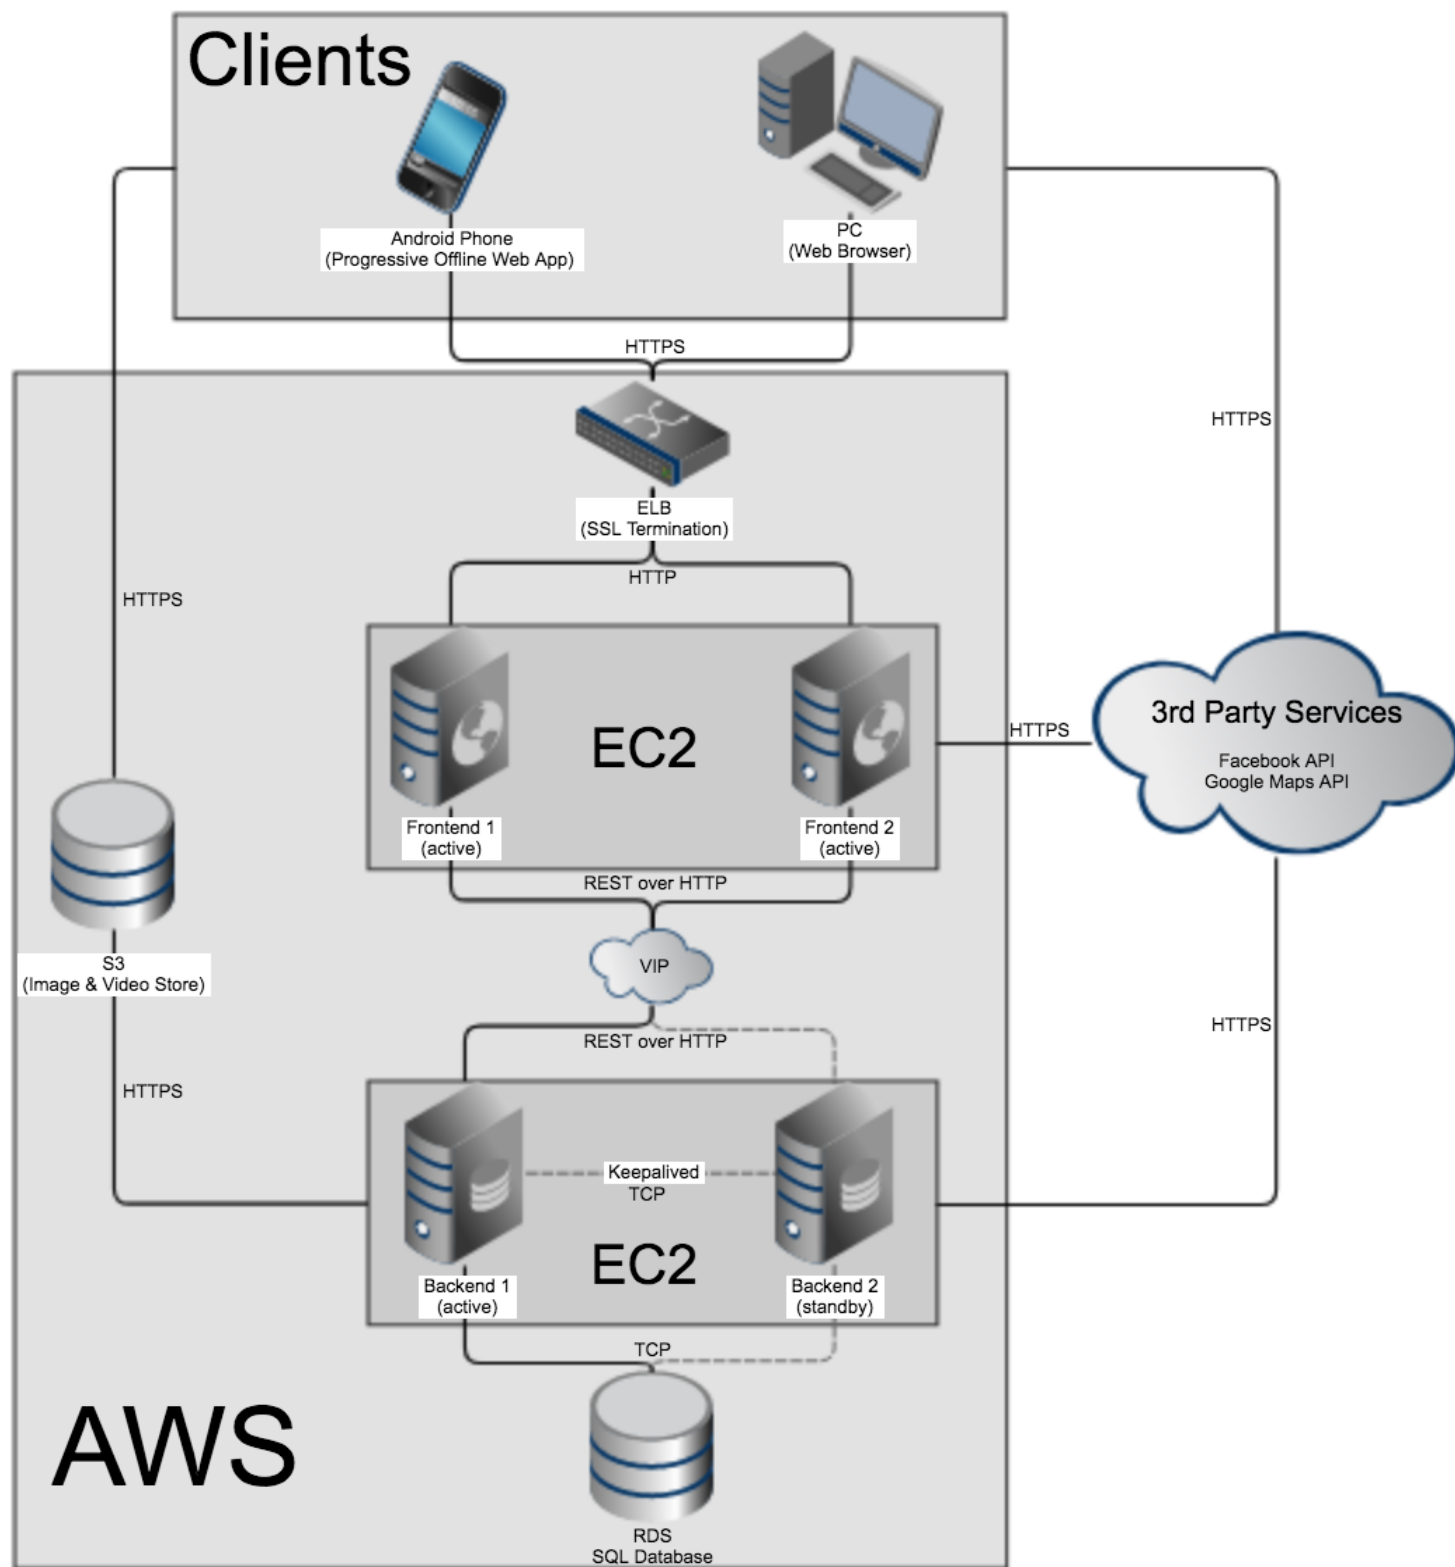 Clients
Android Phone
(Progressive Offline Web App)
PC
(Web Browser)
HTTPS
HTTPS
ELB
(SSL Termination)
HTTP
HTTPS
EC2
3rd Party Services
Facebook API
Google Maps API
HTTPS
Frontend 1
(active)
Frontend 2
(active)
REST over HTTP
VIP
S3
(Image & Video Store)
HTTPS
REST over HTTP
HTTPS
Keepalived
TCP
EC2
Backend 1
(active)
Backend 2
(standby)
TCP
AWS
RDS
SQL Database